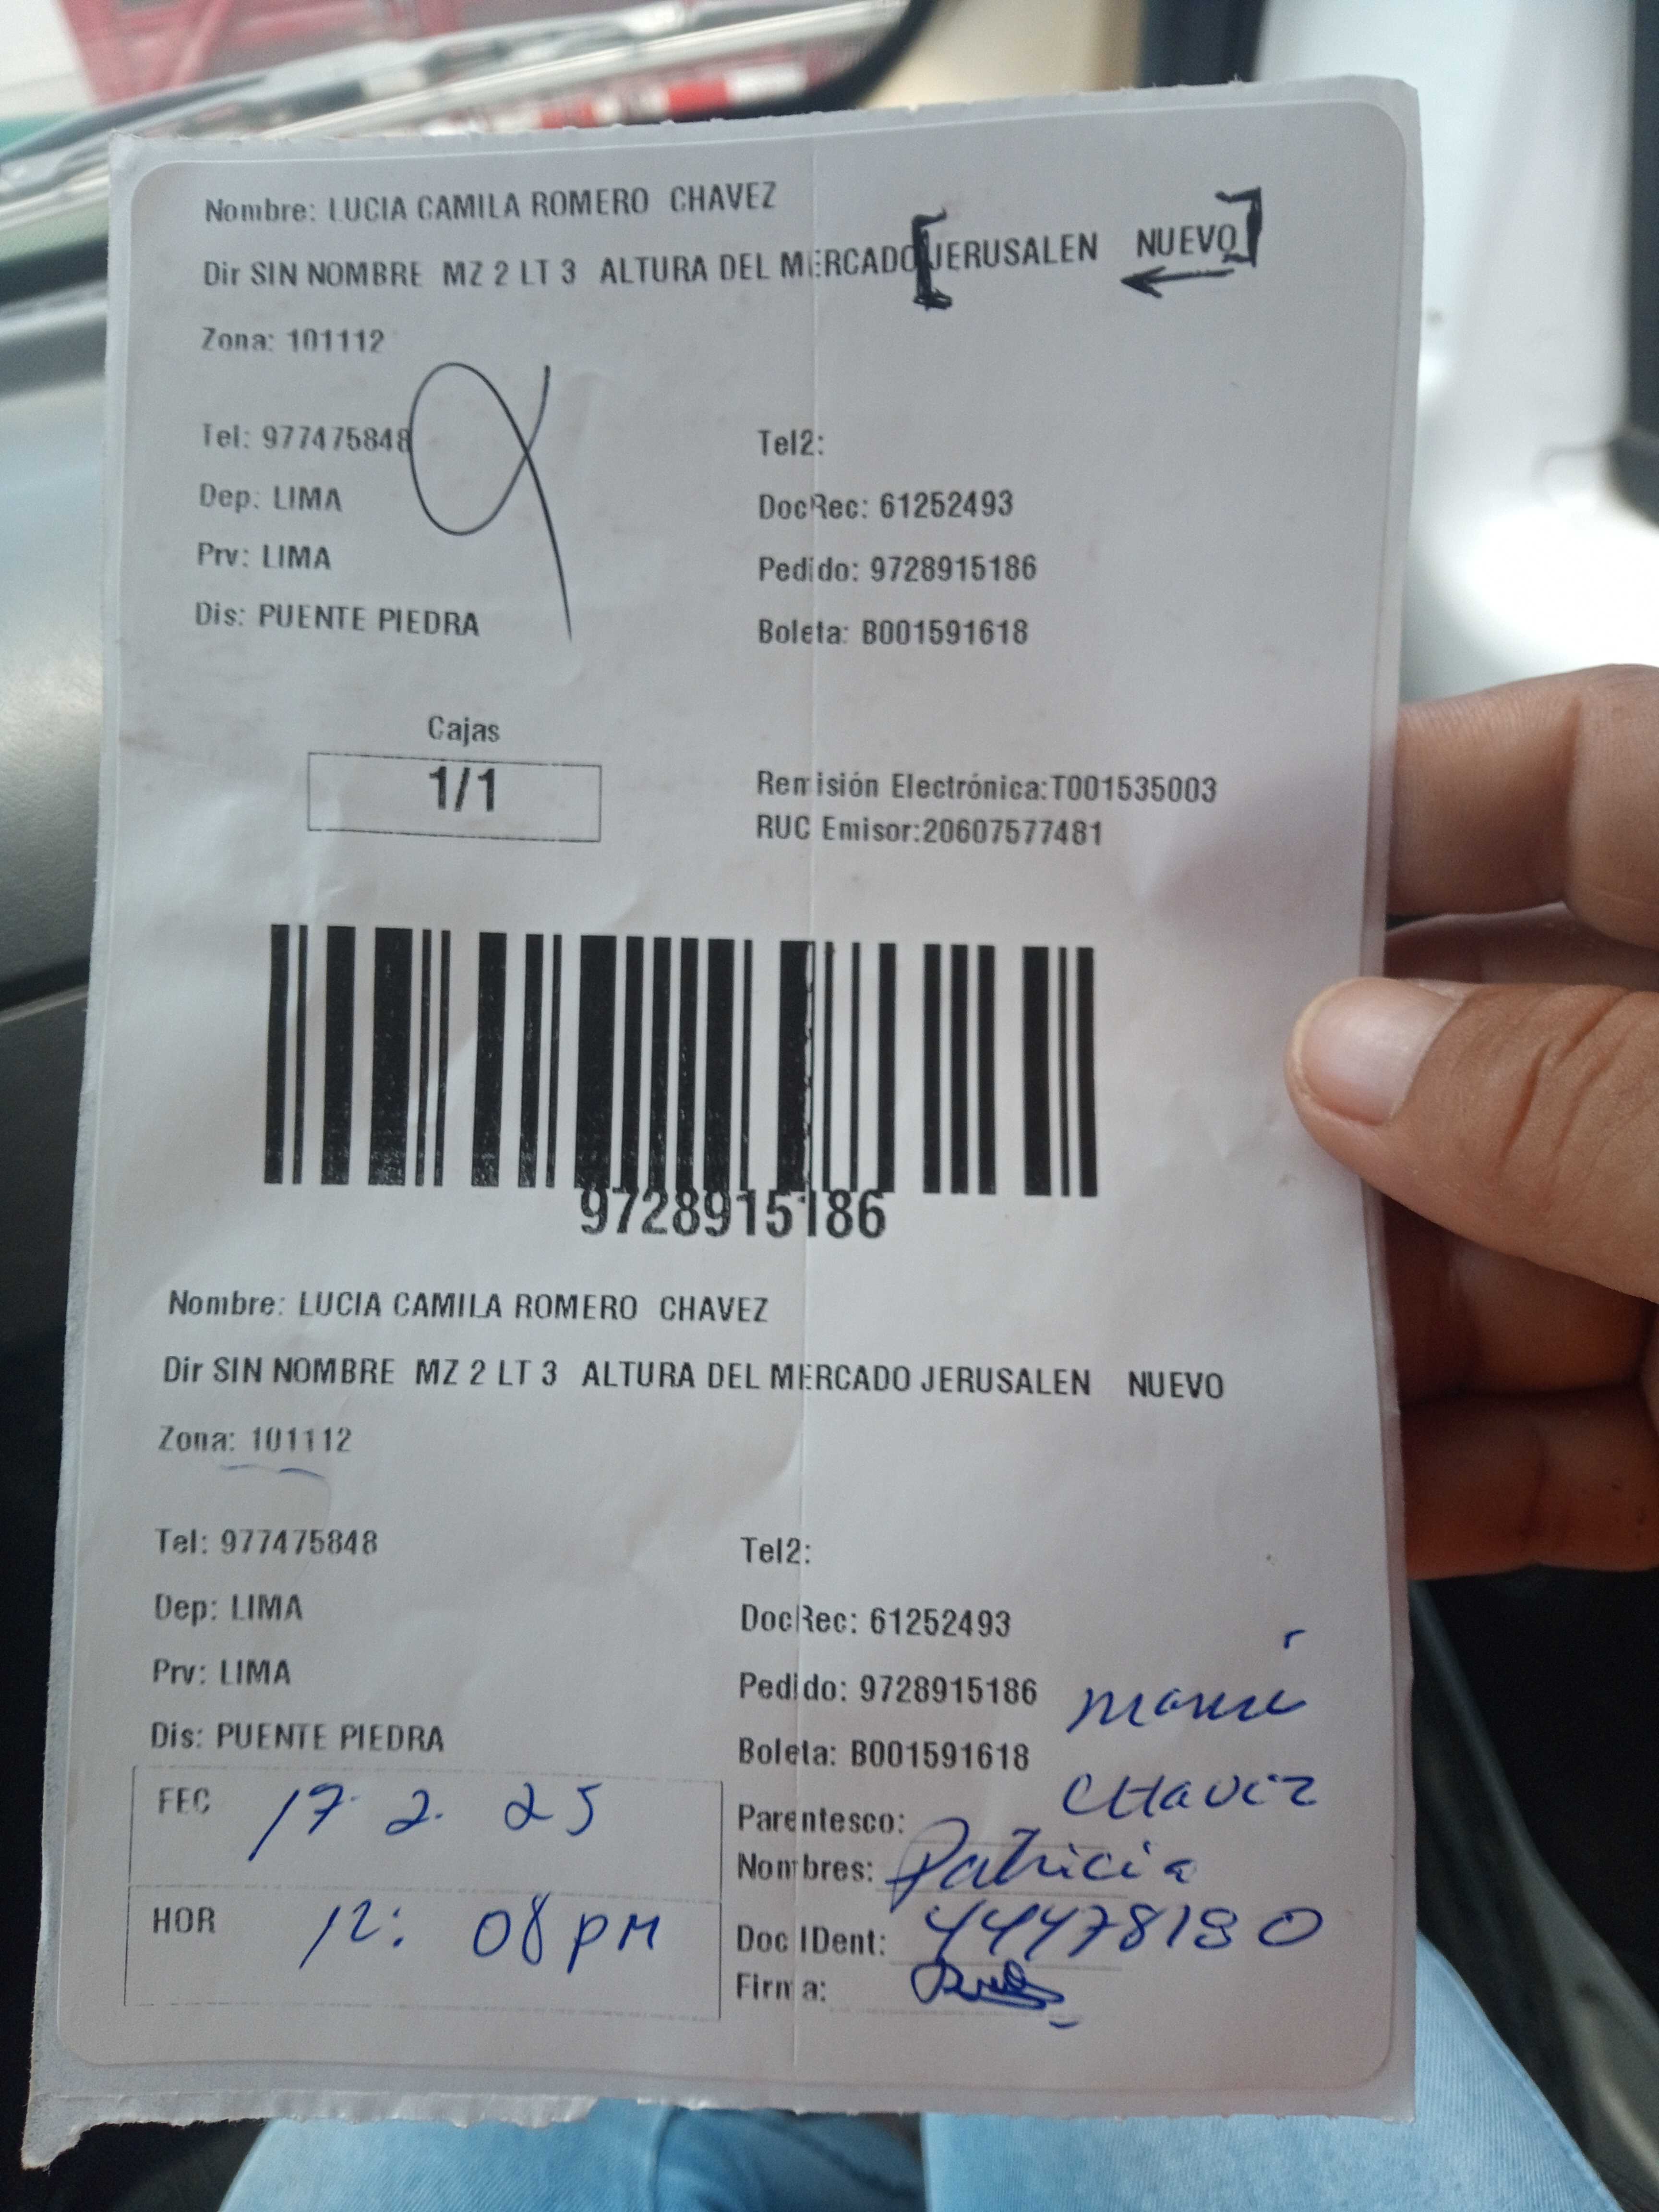 Nombre: LUCIA CAMILA ROMERO CHAVEZ
Dir SIN NOMBRE MZ 2 LT 3 ALTURA DEL MERCADO [JERUSALEN NUEVO]
Zona: 101112
Tel: 977475848
Tel2:
Dep: LIMA
DocRec: 61252493
Prv: LIMA
Pedido: 9728915186
Dis: PUENTE PIEDRA
Boleta: B001591618
Cajas
1/1
Remisión Electrónica:T001535003
RUC Emisor:20607577481
9728915186
Nombre: LUCIA CAMILA ROMERO CHAVEZ
Dir SIN NOMBRE MZ 2 LT 3 ALTURA DEL MERCADO JERUSALEN NUEVO
Zona: 101112
Tel: 977475848
Tel2:
Dep: LIMA
DocRec: 61252493
Prv: LIMA
Pedido: 9728915186
Dis: PUENTE PIEDRA
Boleta: B001591618
FEC 17. 2. 25
Parentesco: CHavez
Nombres: Patricia
HOR 12: 08 PM
Doc IDent: 44478180
Firma: